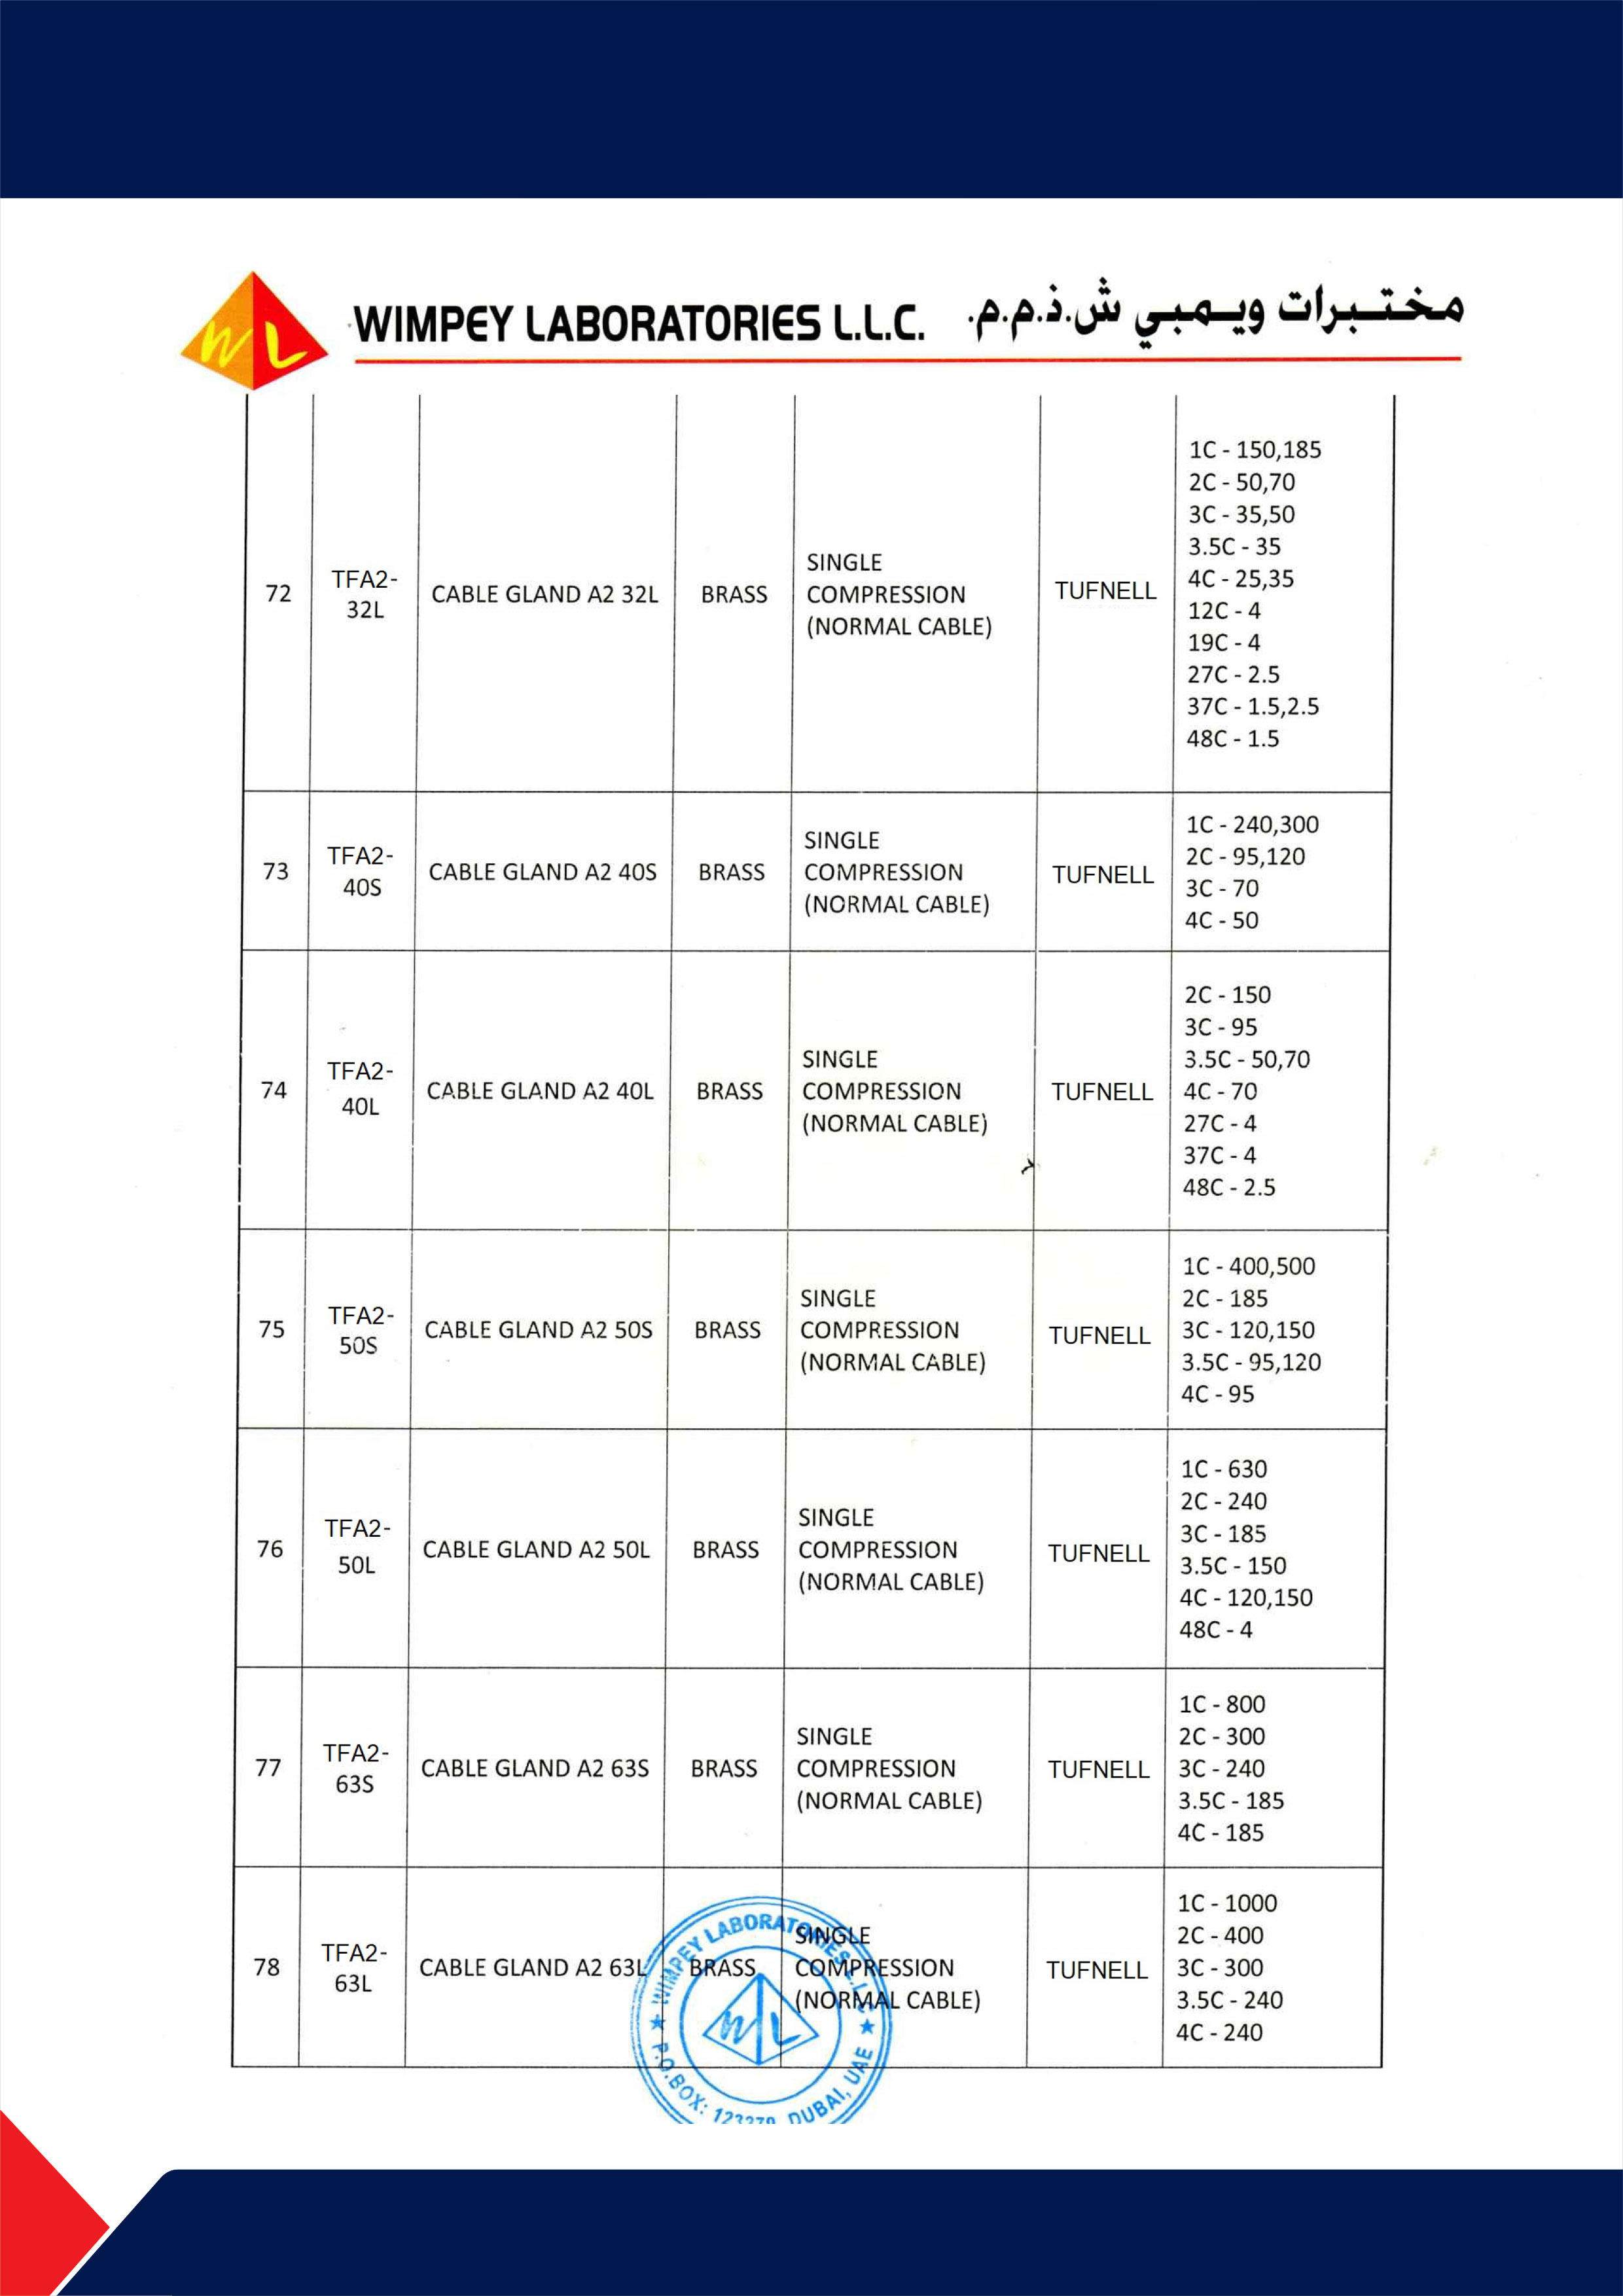 WL
WIMPEY LABORATORIES L.L.C.
مختبرات ويمبي ش.ذ.م.م.
72
TFA2-
32L
CABLE GLAND A2 32L
BRASS
SINGLE
COMPRESSION
(NORMAL CABLE)
TUFNELL
1C - 150,185
2C - 50,70
3C - 35,50
3.5C - 35
4C - 25,35
12C - 4
19C - 4
27C - 2.5
37C - 1.5,2.5
48C - 1.5
73
TFA2-
40S
CABLE GLAND A2 40S
BRASS
SINGLE
COMPRESSION
(NORMAL CABLE)
TUFNELL
1C - 240,300
2C - 95,120
3C - 70
4C - 50
74
TFA2-
40L
CABLE GLAND A2 40L
BRASS
SINGLE
COMPRESSION
(NORMAL CABLE)
TUFNELL
2C - 150
3C - 95
3.5C - 50,70
4C - 70
27C - 4
37C - 4
48C - 2.5
75
TFA2-
50S
CABLE GLAND A2 50S
BRASS
SINGLE
COMPRESSION
(NORMAL CABLE)
TUFNELL
1C - 400,500
2C - 185
3C - 120,150
3.5C - 95,120
4C - 95
76
TFA2-
50L
CABLE GLAND A2 50L
BRASS
SINGLE
COMPRESSION
(NORMAL CABLE)
TUFNELL
1C - 630
2C - 240
3C - 185
3.5C - 150
4C - 120,150
48C - 4
77
TFA2-
63S
CABLE GLAND A2 63S
BRASS
SINGLE
COMPRESSION
(NORMAL CABLE)
TUFNELL
1C - 800
2C - 300
3C - 240
3.5C - 185
4C - 185
78
TFA2-
63L
CABLE GLAND A2 63L
BRASS
SINGLE
COMPRESSION
(NORMAL CABLE)
TUFNELL
1C - 1000
2C - 400
3C - 300
3.5C - 240
4C - 240
WIMPEY LABORATORIES L.L.C
WL
P.O.BOX: DUBAI, UAE